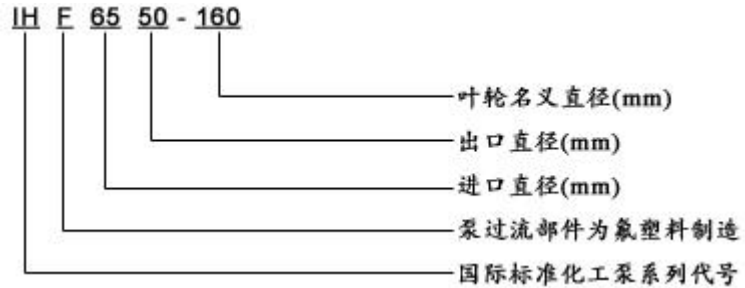 IH F 65 50 - 160
叶轮名义直径(mm)
出口直径(mm)
进口直径(mm)
泵过流部件为氟塑料制造
国际标准化工泵系列代号